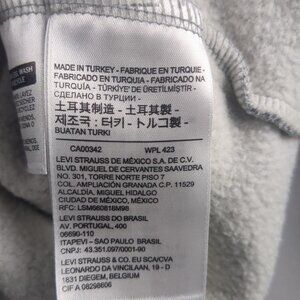 MADE IN TURKEY - FABRIQUE EN TURQUIE -
FABRICADO EN TURQUIA - FABRICADO NA
TURQUIA - TÜRKİYE'DE ÜRETİLMİŞTİR -
СДЕЛАНО В ТУРЦИИ -
土耳其制造 - 土耳其製造 -
제조국 : 터키 - トルコ製 -
BUATAN TURKI
CA00342 WPL 423
LEVI STRAUSS DE MÉXICO S.A. DE C.V.
BLVD. MIGUEL DE CERVANTES SAAVEDRA
NO. 301, TORRE NORTE PISO 7
COL. AMPLIACIÓN GRANADA C.P. 11529
ALCALDÍA MIGUEL HIDALGO
CIUDAD DE MÉXICO MÉXICO
RFC: LSM660616M98
LEVI STRAUSS DO BRASIL
AV. PORTUGAL, 400
06690-110
ITAPEVI – SAO PAULO BRASIL
CNPJ: 43.351.097/0001-90
LEVI STRAUSS & CO. EU SCA/CVA
LEONARDO DA VINCILAAN, 19 - D
1831 DIEGEM, BELGIUM
CIF A 08298606
WASH